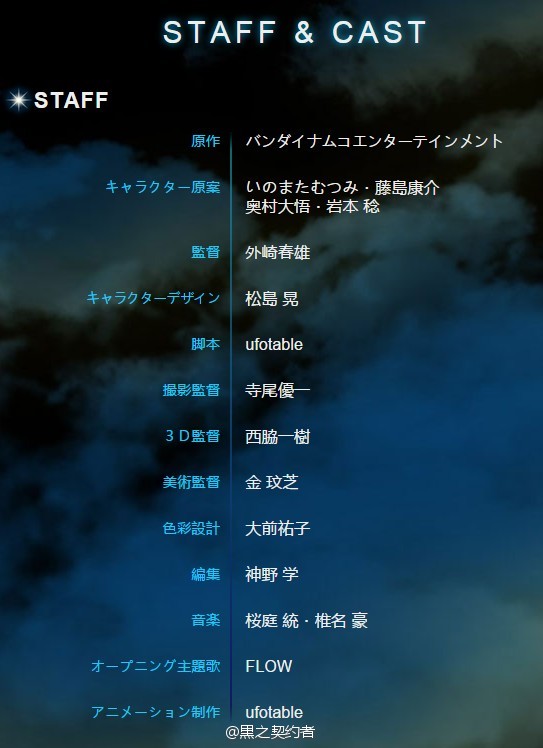 STAFF & CAST
STAFF
原作 バンダイナムコエンターテインメント
キャラクター原案 いのまたむつみ・藤島康介
奥村大悟・岩本 稔
監督 外崎春雄
キャラクターデザイン 松島 晃
脚本 ufotable
撮影監督 寺尾優一
３Ｄ監督 西脇一樹
美術監督 金 玟芝
色彩設計 大前祐子
編集 神野 学
音楽 桜庭 統・椎名 豪
オープニング主題歌 FLOW
アニメーション制作 ufotable
@黒之契约者